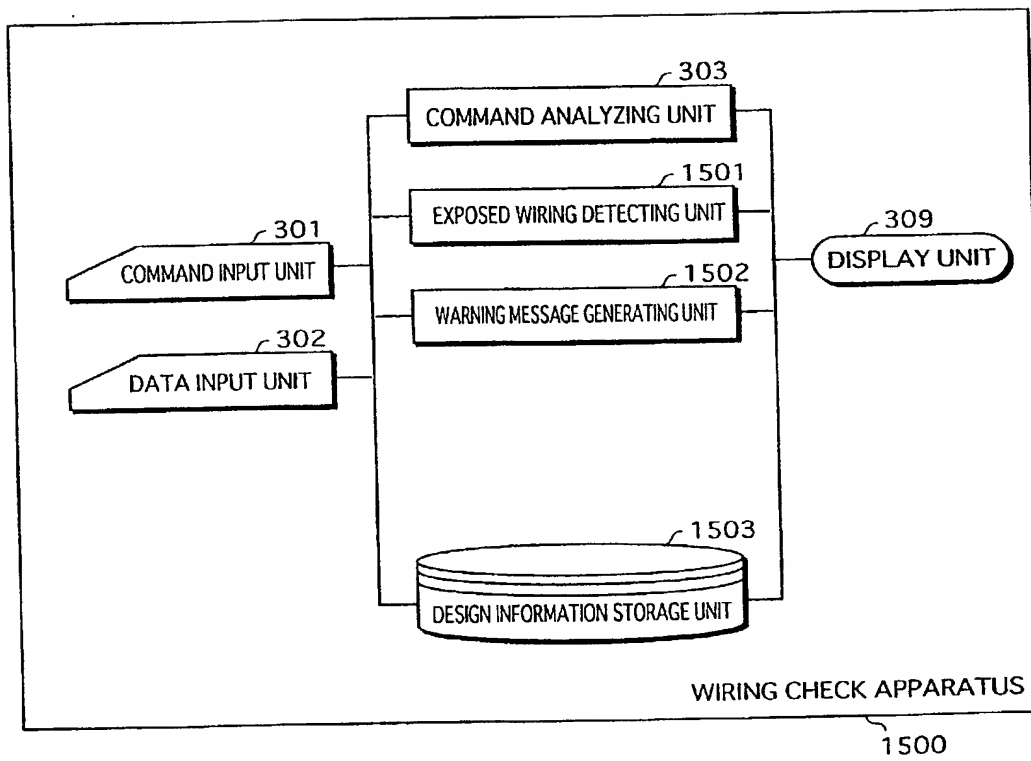 303
COMMAND ANALYZING UNIT
1501
EXPOSED WIRING DETECTING UNIT
301
COMMAND INPUT UNIT
309
DISPLAY UNIT
1502
WARNING MESSAGE GENERATING UNIT
302
DATA INPUT UNIT
1503
DESIGN INFORMATION STORAGE UNIT
WIRING CHECK APPARATUS
1500